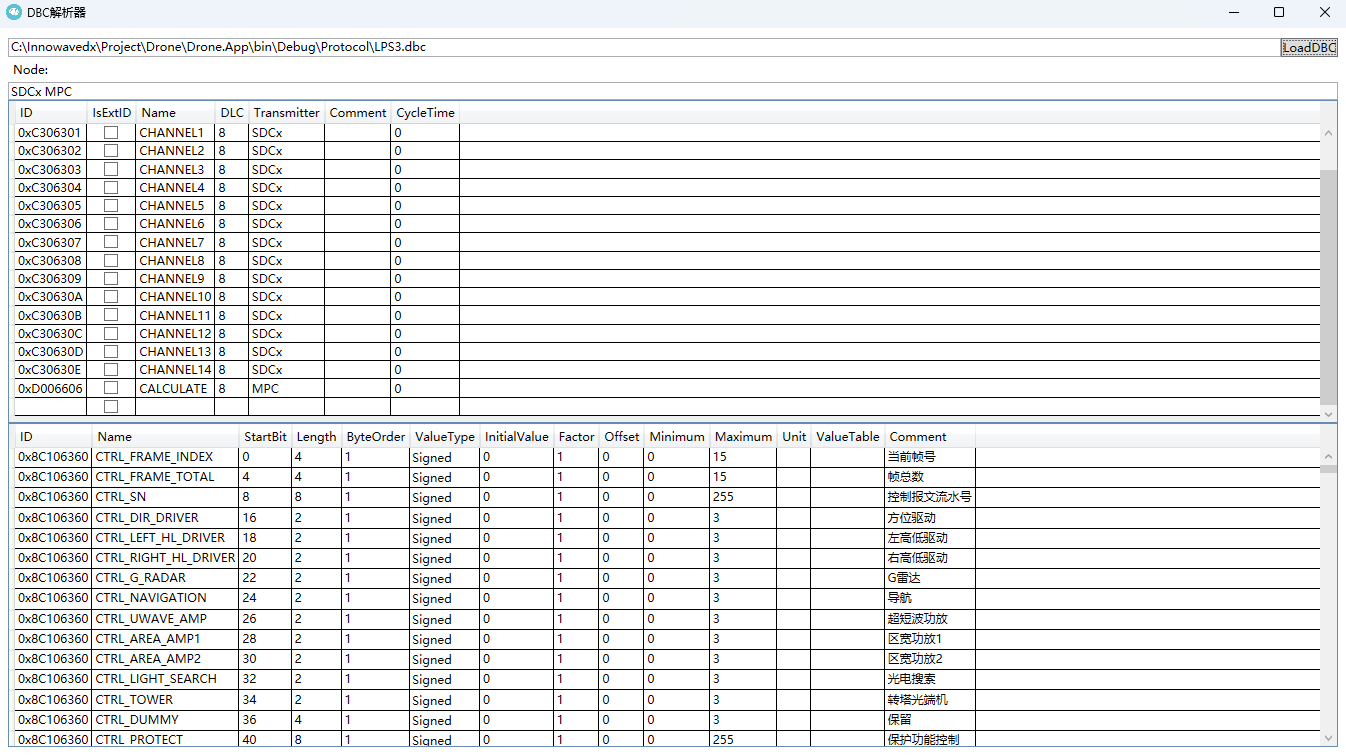 DBC解析器
C:\Innowavedx\Project\Drone\Drone.App\bin\Debug\Protocol\LPS3.dbc LoadDBC
Node:
SDCx MPC
ID IsExtID Name DLC Transmitter Comment CycleTime
0xC306301 CHANNEL1 8 SDCx 0
0xC306302 CHANNEL2 8 SDCx 0
0xC306303 CHANNEL3 8 SDCx 0
0xC306304 CHANNEL4 8 SDCx 0
0xC306305 CHANNEL5 8 SDCx 0
0xC306306 CHANNEL6 8 SDCx 0
0xC306307 CHANNEL7 8 SDCx 0
0xC306308 CHANNEL8 8 SDCx 0
0xC306309 CHANNEL9 8 SDCx 0
0xC30630A CHANNEL10 8 SDCx 0
0xC30630B CHANNEL11 8 SDCx 0
0xC30630C CHANNEL12 8 SDCx 0
0xC30630D CHANNEL13 8 SDCx 0
0xC30630E CHANNEL14 8 SDCx 0
0xD006606 CALCULATE 8 MPC 0
ID Name StartBit Length ByteOrder ValueType InitialValue Factor Offset Minimum Maximum Unit ValueTable Comment
0x8C106360 CTRL_FRAME_INDEX 0 4 1 Signed 0 1 0 0 15 当前帧号
0x8C106360 CTRL_FRAME_TOTAL 4 4 1 Signed 0 1 0 0 15 帧总数
0x8C106360 CTRL_SN 8 8 1 Signed 0 1 0 0 255 控制报文流水号
0x8C106360 CTRL_DIR_DRIVER 16 2 1 Signed 0 1 0 0 3 方位驱动
0x8C106360 CTRL_LEFT_HL_DRIVER 18 2 1 Signed 0 1 0 0 3 左高低驱动
0x8C106360 CTRL_RIGHT_HL_DRIVER 20 2 1 Signed 0 1 0 0 3 右高低驱动
0x8C106360 CTRL_G_RADAR 22 2 1 Signed 0 1 0 0 3 G雷达
0x8C106360 CTRL_NAVIGATION 24 2 1 Signed 0 1 0 0 3 导航
0x8C106360 CTRL_UWAVE_AMP 26 2 1 Signed 0 1 0 0 3 超短波功放
0x8C106360 CTRL_AREA_AMP1 28 2 1 Signed 0 1 0 0 3 区宽功放1
0x8C106360 CTRL_AREA_AMP2 30 2 1 Signed 0 1 0 0 3 区宽功放2
0x8C106360 CTRL_LIGHT_SEARCH 32 2 1 Signed 0 1 0 0 3 光电搜索
0x8C106360 CTRL_TOWER 34 2 1 Signed 0 1 0 0 3 转塔光端机
0x8C106360 CTRL_DUMMY 36 4 1 Signed 0 1 0 0 3 保留
0x8C106360 CTRL_PROTECT 40 8 1 Signed 0 1 0 0 255 保护功能控制